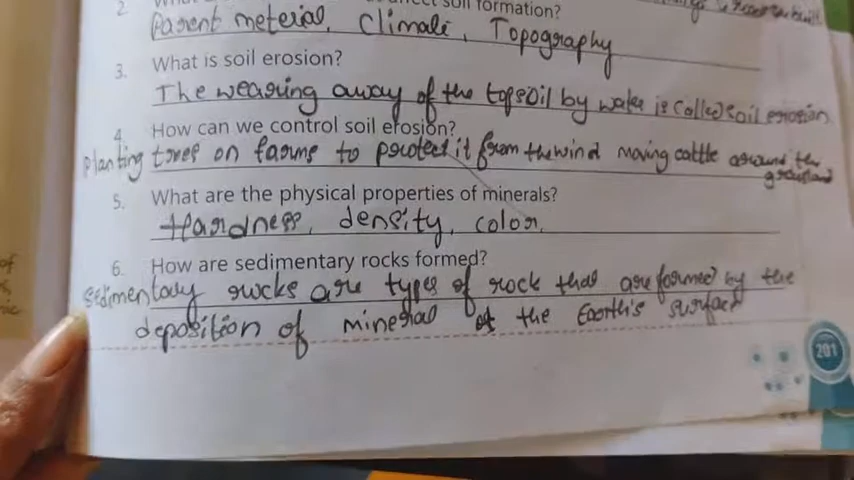 2.
soil formation?
Parent meterial, Climate, Topography
3. What is soil erosion?
The wearing away of the topsoil by water is called soil erosion
4. How can we control soil erosion?
planting trees on farms to protect it from the wind moving cattle around the
grassland
5. What are the physical properties of minerals?
Hardness, density, color,
6. How are sedimentary rocks formed?
sedimentary rocks are types of rock that are formed by the
deposition of mineral at the Earth's surface
201